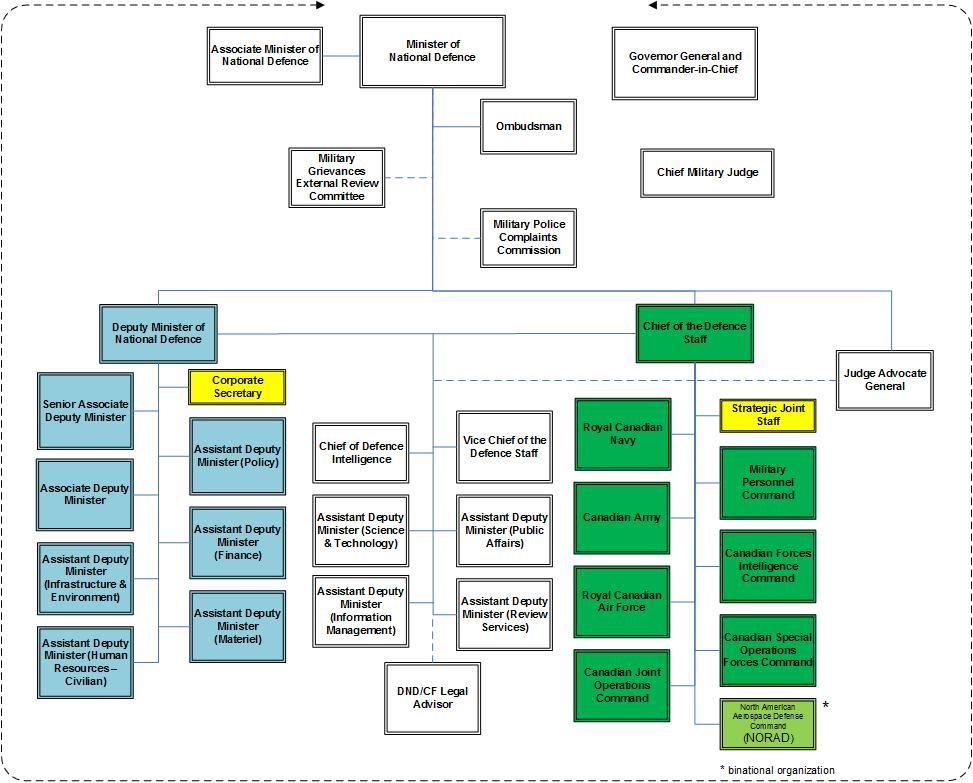 Associate Minister of
National Defence
Minister of
National Defence
Governor General and
Commander-in-Chief
Ombudsman
Military
Grievances
External Review
Committee
Chief Military Judge
Military Police
Complaints
Commission
Deputy Minister of
National Defence
Chief of the Defence
Staff
Judge Advocate
General
Senior Associate
Deputy Minister
Corporate
Secretary
Associate Deputy
Minister
Assistant Deputy
Minister (Policy)
Assistant Deputy
Minister
(Infrastructure &
Environment)
Assistant Deputy
Minister
(Finance)
Assistant Deputy
Minister (Human
Resources –
Civilian)
Assistant Deputy
Minister
(Materiel)
Chief of Defence
Intelligence
Vice Chief of the
Defence Staff
Assistant Deputy
Minister (Science
& Technology)
Assistant Deputy
Minister (Public
Affairs)
Assistant Deputy
Minister
(Information
Management)
Assistant Deputy
Minister (Review
Services)
DND/CF Legal
Advisor
Royal Canadian
Navy
Strategic Joint
Staff
Canadian Army
Military
Personnel
Command
Royal Canadian
Air Force
Canadian Forces
Intelligence
Command
Canadian Joint
Operations
Command
Canadian Special
Operations
Forces Command
North American
Aerospace Defense
Command
(NORAD)
*
* binational organization